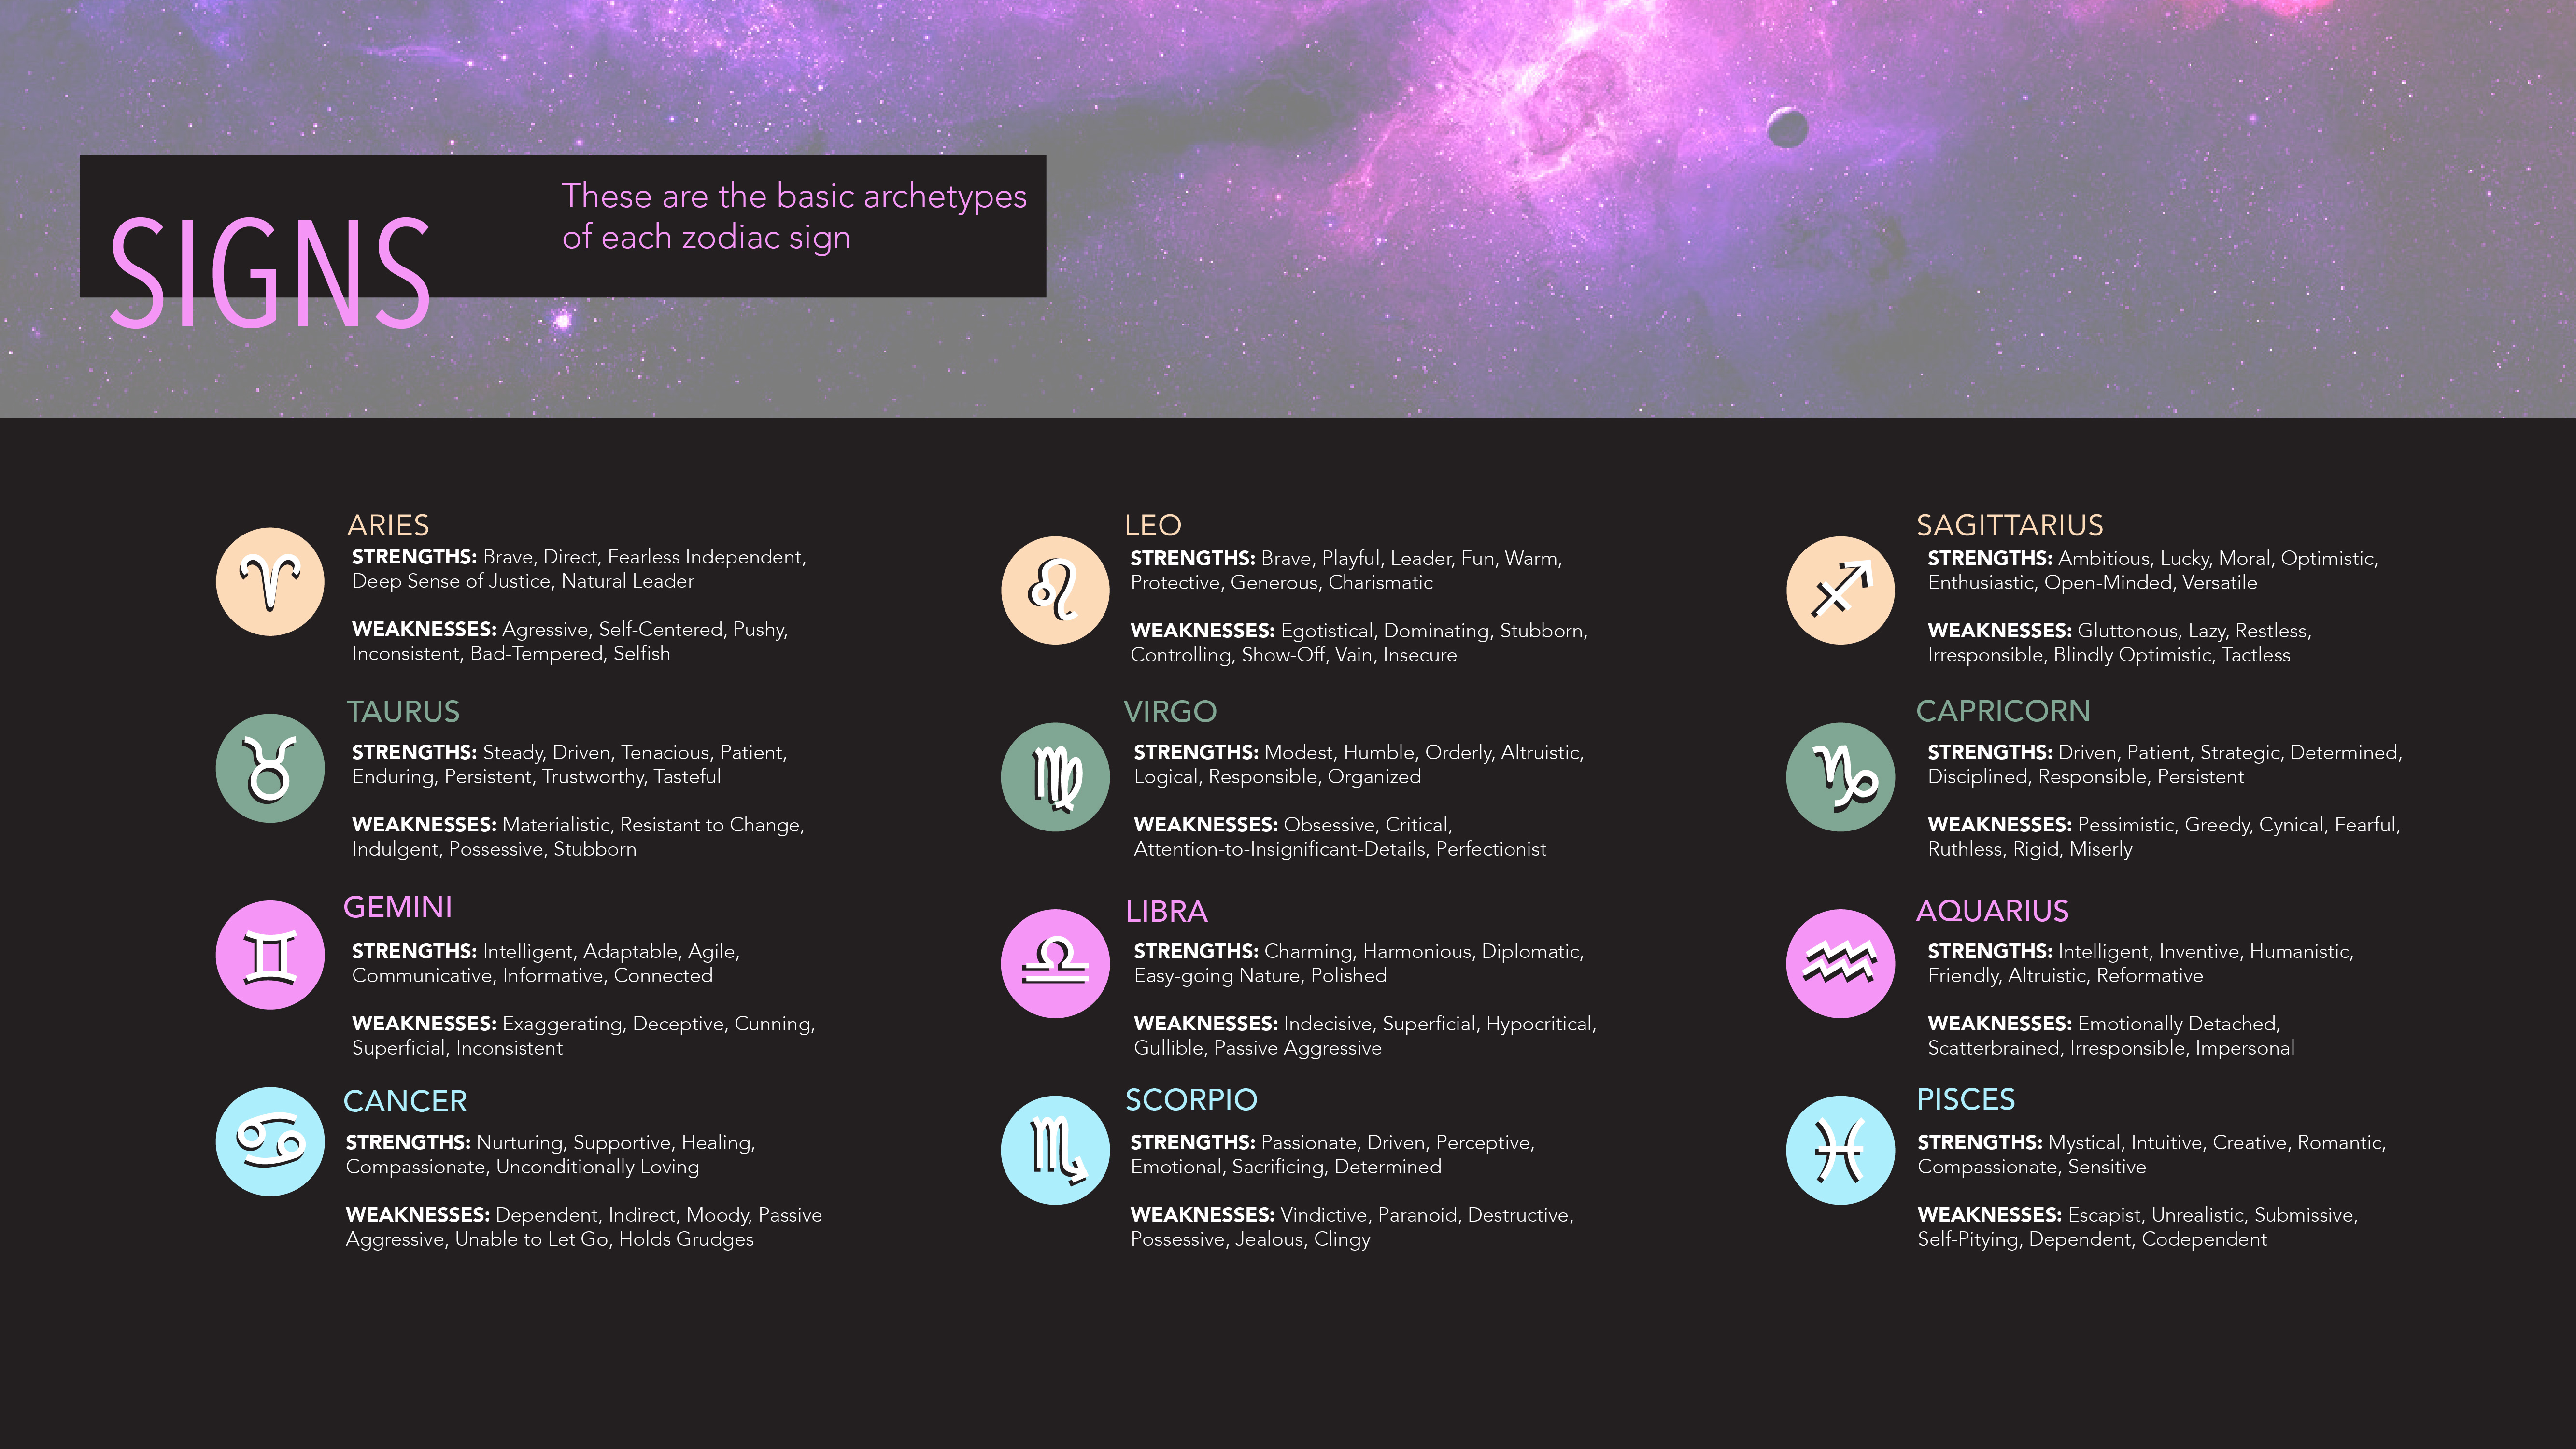 SIGNS
These are the basic archetypes
of each zodiac sign
ARIES
STRENGTHS: Brave, Direct, Fearless Independent,
Deep Sense of Justice, Natural Leader
WEAKNESSES: Agressive, Self-Centered, Pushy,
Inconsistent, Bad-Tempered, Selfish
TAURUS
STRENGTHS: Steady, Driven, Tenacious, Patient,
Enduring, Persistent, Trustworthy, Tasteful
WEAKNESSES: Materialistic, Resistant to Change,
Indulgent, Possessive, Stubborn
GEMINI
STRENGTHS: Intelligent, Adaptable, Agile,
Communicative, Informative, Connected
WEAKNESSES: Exaggerating, Deceptive, Cunning,
Superficial, Inconsistent
CANCER
STRENGTHS: Nurturing, Supportive, Healing,
Compassionate, Unconditionally Loving
WEAKNESSES: Dependent, Indirect, Moody, Passive
Aggressive, Unable to Let Go, Holds Grudges
LEO
STRENGTHS: Brave, Playful, Leader, Fun, Warm,
Protective, Generous, Charismatic
WEAKNESSES: Egotistical, Dominating, Stubborn,
Controlling, Show-Off, Vain, Insecure
VIRGO
STRENGTHS: Modest, Humble, Orderly, Altruistic,
Logical, Responsible, Organized
WEAKNESSES: Obsessive, Critical,
Attention-to-Insignificant-Details, Perfectionist
LIBRA
STRENGTHS: Charming, Harmonious, Diplomatic,
Easy-going Nature, Polished
WEAKNESSES: Indecisive, Superficial, Hypocritical,
Gullible, Passive Aggressive
SCORPIO
STRENGTHS: Passionate, Driven, Perceptive,
Emotional, Sacrificing, Determined
WEAKNESSES: Vindictive, Paranoid, Destructive,
Possessive, Jealous, Clingy
SAGITTARIUS
STRENGTHS: Ambitious, Lucky, Moral, Optimistic,
Enthusiastic, Open-Minded, Versatile
WEAKNESSES: Gluttonous, Lazy, Restless,
Irresponsible, Blindly Optimistic, Tactless
CAPRICORN
STRENGTHS: Driven, Patient, Strategic, Determined,
Disciplined, Responsible, Persistent
WEAKNESSES: Pessimistic, Greedy, Cynical, Fearful,
Ruthless, Rigid, Miserly
AQUARIUS
STRENGTHS: Intelligent, Inventive, Humanistic,
Friendly, Altruistic, Reformative
WEAKNESSES: Emotionally Detached,
Scatterbrained, Irresponsible, Impersonal
PISCES
STRENGTHS: Mystical, Intuitive, Creative, Romantic,
Compassionate, Sensitive
WEAKNESSES: Escapist, Unrealistic, Submissive,
Self-Pitying, Dependent, Codependent